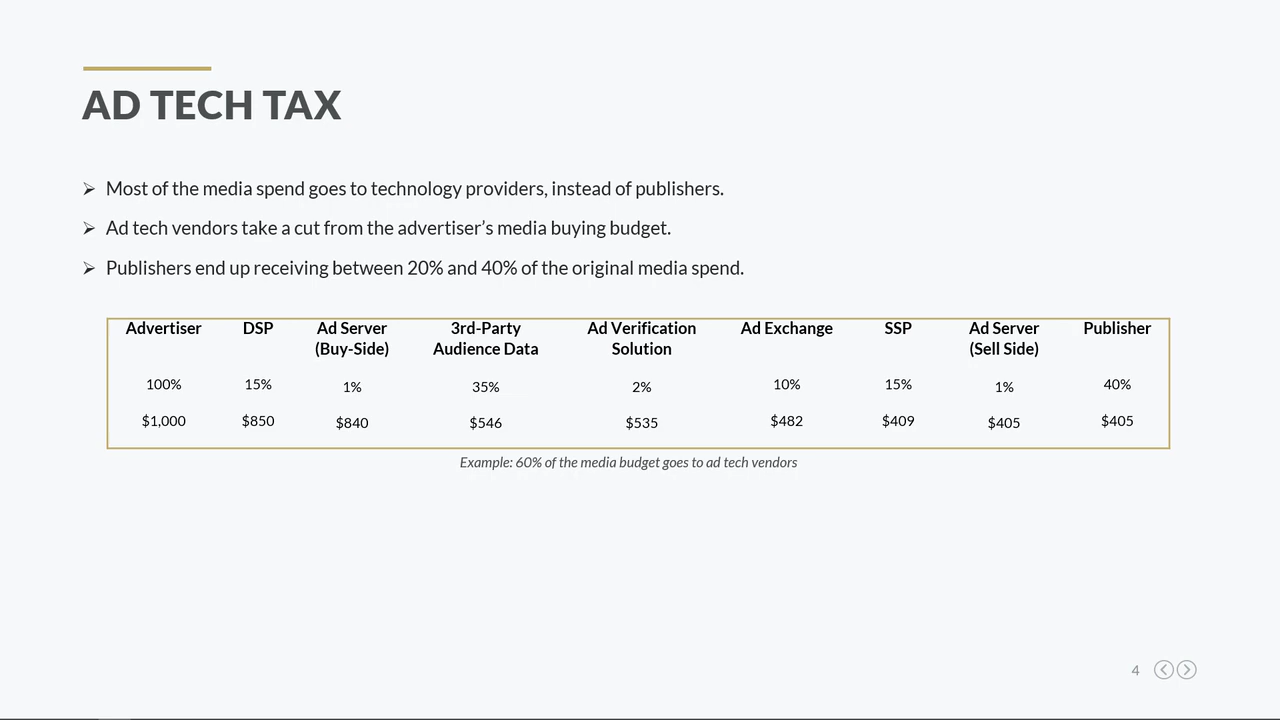 AD TECH TAX
➢ Most of the media spend goes to technology providers, instead of publishers.
➢ Ad tech vendors take a cut from the advertiser’s media buying budget.
➢ Publishers end up receiving between 20% and 40% of the original media spend.
Advertiser DSP Ad Server 3rd-Party Ad Verification Ad Exchange SSP Ad Server Publisher
(Buy-Side) Audience Data Solution (Sell Side)
100% 15% 1% 35% 2% 10% 15% 1% 40%
$1,000 $850 $840 $546 $535 $482 $409 $405 $405
Example: 60% of the media budget goes to ad tech vendors
4